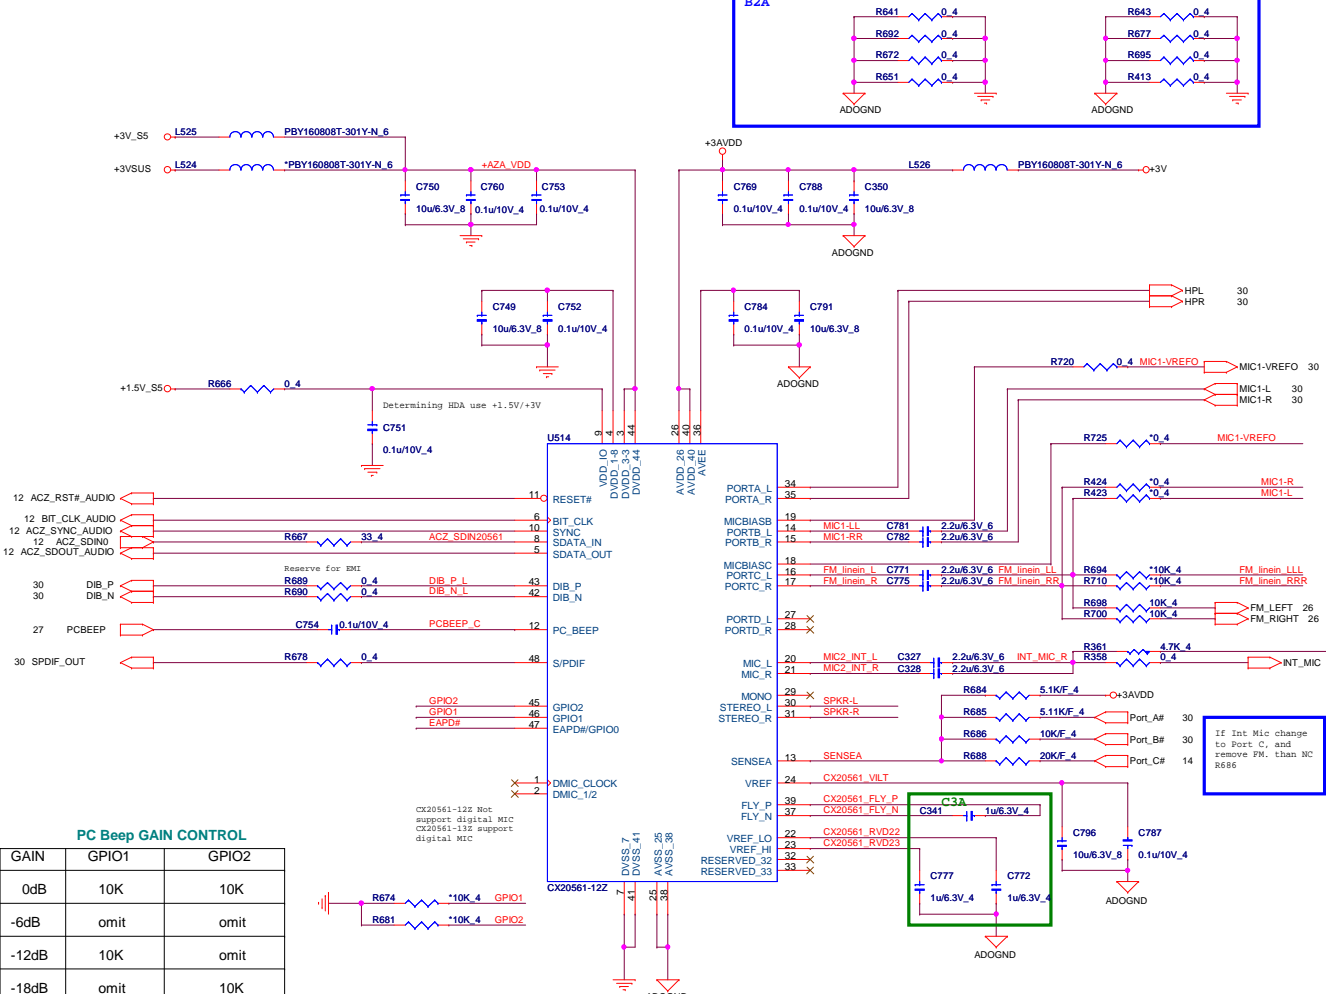 B2A
R641 0_4
R643 0_4
R692 0_4
R677 0_4
R672 0_4
R695 0_4
R651 0_4
R413 0_4
ADOGND
ADOGND
+3V_S5 L525 PBY160808T-301Y-N_6
+3VSUS L524 *PBY160808T-301Y-N_6 +AZA_VDD
+3AVDD
L526 PBY160808T-301Y-N_6 +3V
C750 C760 C753
10u/6.3V_8 0.1u/10V_4 0.1u/10V_4
C769 C788 C350
0.1u/10V_4 0.1u/10V_4 10u/6.3V_8
ADOGND
C749 C752
10u/6.3V_8 0.1u/10V_4
C784 C791
0.1u/10V_4 10u/6.3V_8
ADOGND
HPL 30
HPR 30
R720 0_4 MIC1-VREFO MIC1-VREFO 30
MIC1-L 30
MIC1-R 30
+1.5V_S5 R666 0_4
Determining HDA use +1.5V/+3V
C751
0.1u/10V_4
9 4 3 44 26 40 36
U514
VDD_IO DVDD_1-8 DVDD_3-3 DVDD_44 AVDD_26 AVDD_40 AVEE
R725 *0_4 MIC1-VREFO
R424 *0_4 MIC1-R
R423 *0_4 MIC1-L
12 ACZ_RST#_AUDIO 11 RESET#
12 BIT_CLK_AUDIO 6 BIT_CLK
12 ACZ_SYNC_AUDIO 10 SYNC
12 ACZ_SDIN0 R667 33_4 ACZ_SDIN20561 8 SDATA_IN
12 ACZ_SDOUT_AUDIO 5 SDATA_OUT
Reserve for EMI
30 DIB_P R689 0_4 DIB_P_L 43 DIB_P
30 DIB_N R690 0_4 DIB_N_L 42 DIB_N
27 PCBEEP C754 0.1u/10V_4 PCBEEP_C 12 PC_BEEP
30 SPDIF_OUT R678 0_4 48 S/PDIF
GPIO2 45 GPIO2
GPIO1 46 GPIO1
EAPD# 47 EAPD#/GPIO0
1 DMIC_CLOCK
2 DMIC_1/2
PORTA_L 34
PORTA_R 35
MICBIASB 19
PORTB_L 14 MIC1-LL C781 2.2u/6.3V_6
PORTB_R 15 MIC1-RR C782 2.2u/6.3V_6
MICBIASC 18
PORTC_L 16 FM_linein_L C771 2.2u/6.3V_6 FM_linein_LL R694 *10K_4 FM_linein_LLL
PORTC_R 17 FM_linein_R C775 2.2u/6.3V_6 FM_linein_RR R710 *10K_4 FM_linein_RRR
R698 10K_4 FM_LEFT 26
R700 10K_4 FM_RIGHT 26
PORTD_L 27
PORTD_R 28
R361 4.7K_4
MIC_L 20 MIC2_INT_L C327 2.2u/6.3V_6 INT_MIC_R R358 0_4 INT_MIC
MIC_R 21 MIC2_INT_R C328 2.2u/6.3V_6
MONO 29
STEREO_L 30 SPKR-L
STEREO_R 31 SPKR-R
R684 5.1K/F_4 +3AVDD
R685 5.11K/F_4 Port_A# 30
R686 10K/F_4 Port_B# 30
SENSEA 13 SENSEA R688 20K/F_4 Port_C# 14
If Int Mic change
to Port C, and
remove FM. than NC
R686
VREF 24 CX20561_VILT
C3A
FLY_P 39 CX20561_FLY_P
FLY_N 37 CX20561_FLY_N C341 1u/6.3V_4
VREF_LO 22 CX20561_RVD22
VREF_HI 23 CX20561_RVD23
RESERVED_32 32
RESERVED_33 33
C796 C787
10u/6.3V_8 0.1u/10V_4
ADOGND
C777 C772
1u/6.3V_4 1u/6.3V_4
ADOGND
CX20561-12Z Not
support digital MIC
CX20561-13Z support
digital MIC
DVSS_7 DVSS_41 AVSS_25 AVSS_38
CX20561-12Z
7 41 25 38
R674 *10K_4 GPIO1
R681 *10K_4 GPIO2
PC Beep GAIN CONTROL
GAIN GPIO1 GPIO2
0dB 10K 10K
-6dB omit omit
-12dB 10K omit
-18dB omit 10K